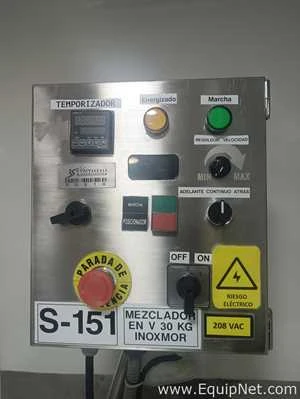 TEMPORIZADOR
Energizado
Marcha
REGULADOR VELOCIDAD
MIN MAX
ADELANTE CONTINUO ATRAS
MARCHA
POSICIONADOR
PARADA DE
EMERGENCIA
OFF ON
RIESGO
ELÉCTRICO
S-151
MEZCLADOR
EN V 30 KG
INOXMOR
208 VAC
www.EquipNet.com